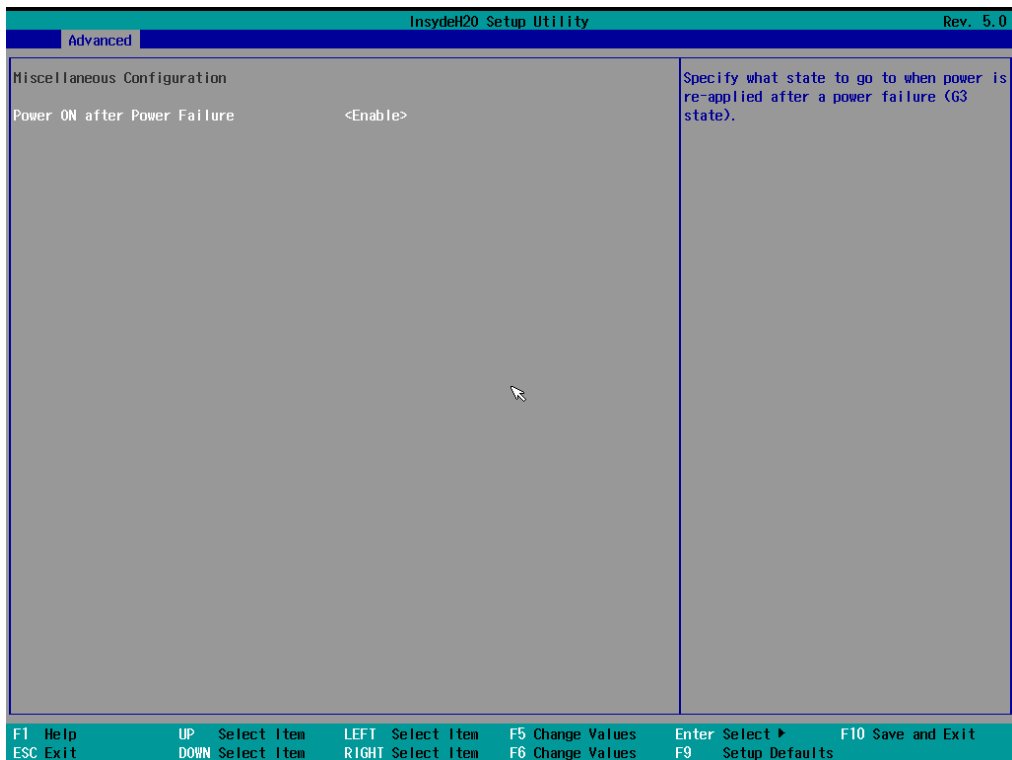 InsydeH20 Setup Utility Rev. 5.0
Advanced
Miscellaneous Configuration
Power ON after Power Failure <Enable>
Specify what state to go to when power is
re-applied after a power failure (G3
state).
F1 Help UP Select Item LEFT Select Item F5 Change Values Enter Select ▶ F10 Save and Exit
ESC Exit DOWN Select Item RIGHT Select Item F6 Change Values F9 Setup Defaults